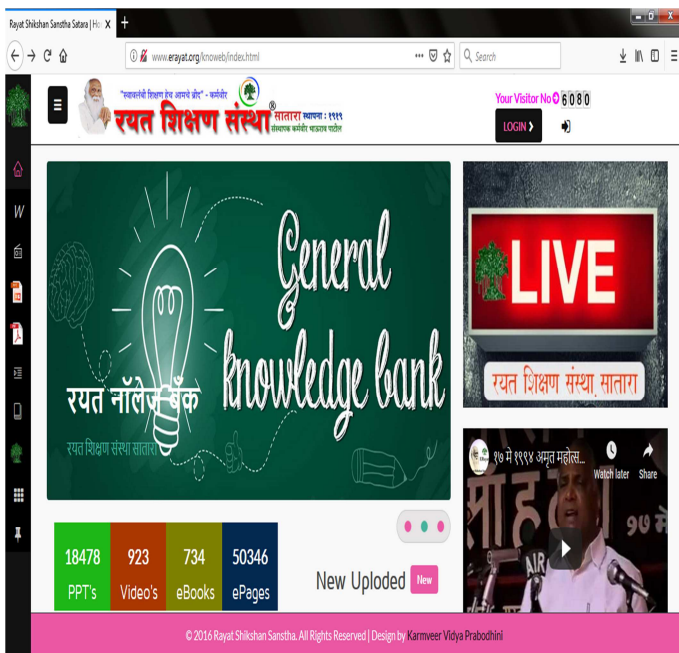 Rayat Shikshan Sanstha Satara | Ho
www.erayat.org/knoweb/index.html
Search
"स्वावलंबी शिक्षण हेच आमचे ब्रीद" - कर्मवीर
रयत शिक्षण संस्था® सातारा स्थापना : १९१९
संस्थापक कर्मवीर भाऊराव पाटील
Your Visitor No 6080
LOGIN
W
General
knowledge bank
रयत नॉलेज बँक
रयत शिक्षण संस्था सातारा
LIVE
रयत शिक्षण संस्था, सातारा
१७ मे १९९४ अमृत महोत्स...
Watch later
Share
AIR
18478
PPT's
923
Video's
734
eBooks
50346
ePages
New Uploded New
© 2016 Rayat Shikshan Sanstha. All Rights Reserved | Design by Karmveer Vidya Prabodhini